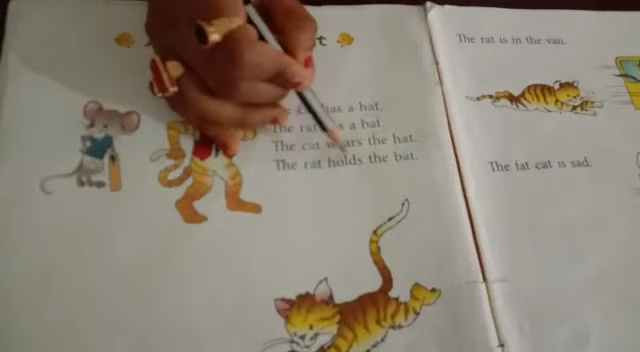 has a hat.
The rat has a bat.
The cat wears the hat.
The rat holds the bat.
The rat is in the van.
The fat cat is sad.